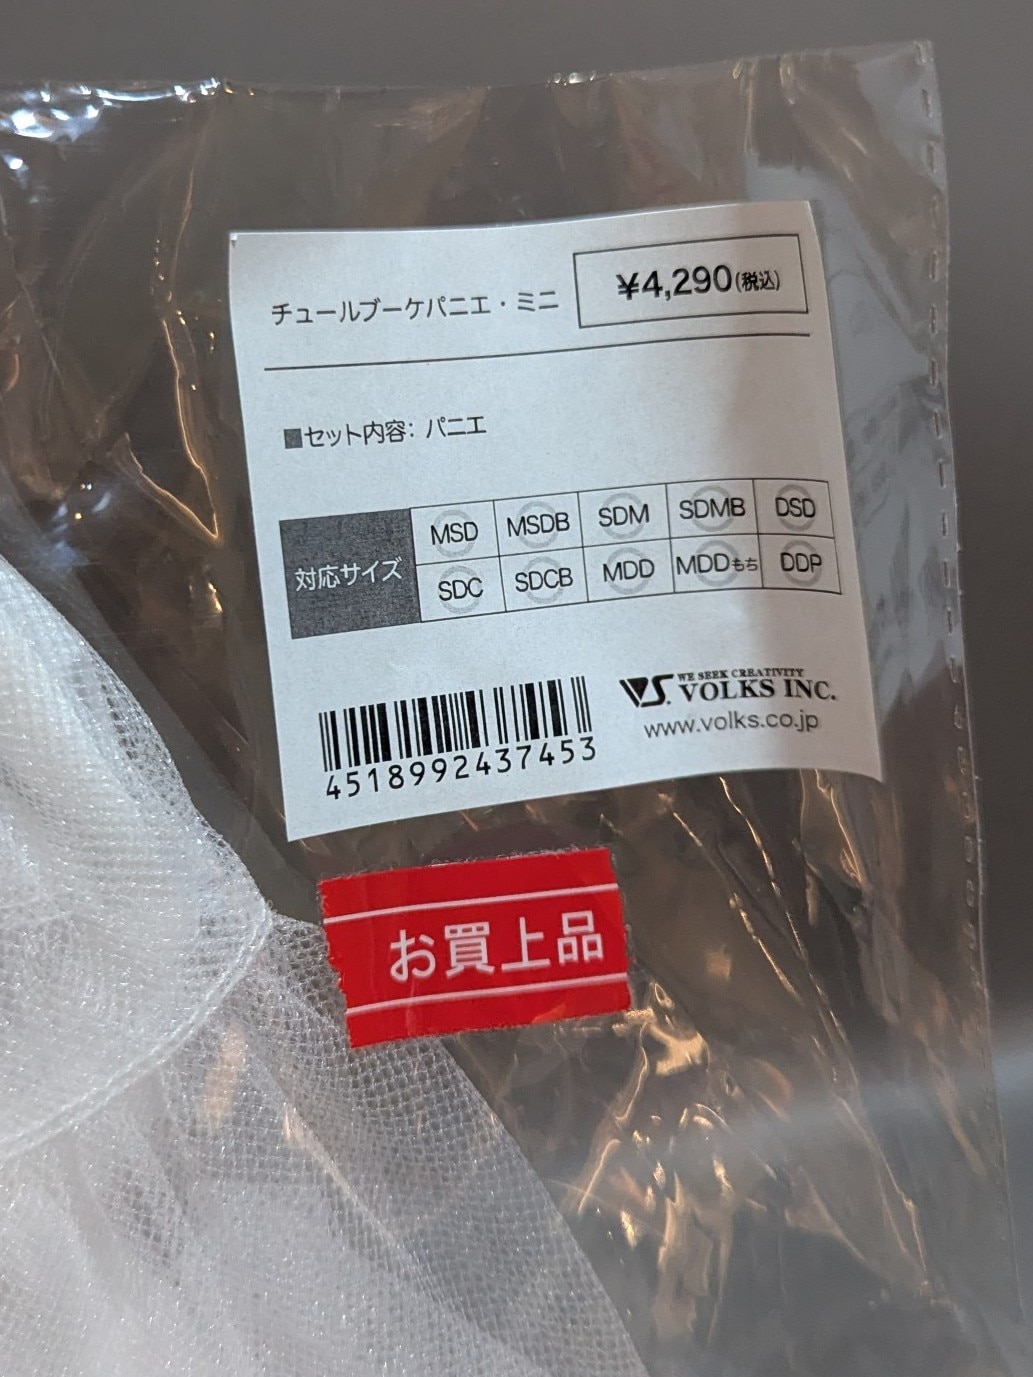 チュールブーケパニエ・ミニ
¥4,290(税込)
■セット内容: パニエ
対応サイズ
MSD MSDB SDM SDMB DSD
SDC SDCB MDD MDDもち DDP
4518992437453
VS. WE SEEK CREATIVITY
VOLKS INC.
www.volks.co.jp
お買上品